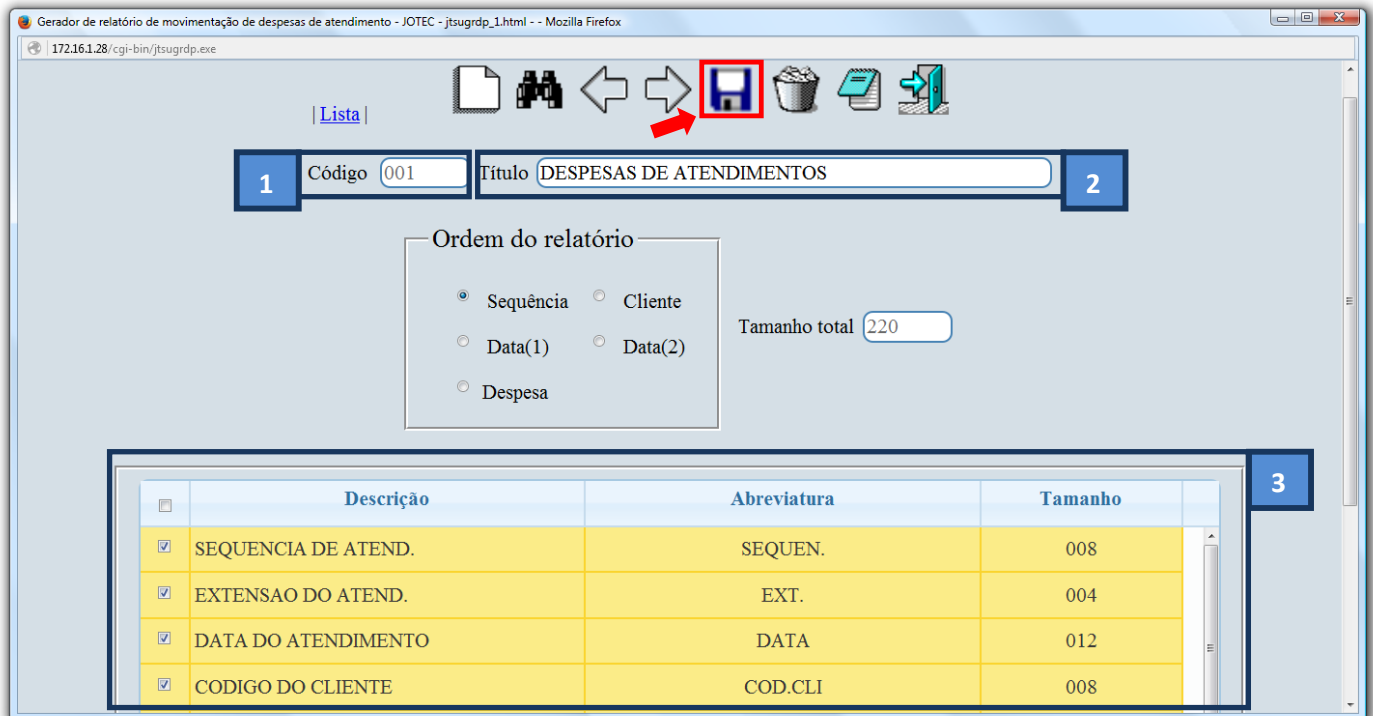 Gerador de relatório de movimentação de despesas de atendimento - JOTEC - jtsugrdp_1.html - - Mozilla Firefox
172.16.1.28/cgi-bin/jtsugrdp.exe
| Lista |
1 Código 001 Título DESPESAS DE ATENDIMENTOS 2
Ordem do relatório
Sequência Cliente
Tamanho total 220
Data(1) Data(2)
Despesa
3
Descrição Abreviatura Tamanho
SEQUENCIA DE ATEND. SEQUEN. 008
EXTENSAO DO ATEND. EXT. 004
DATA DO ATENDIMENTO DATA 012
CODIGO DO CLIENTE COD.CLI 008